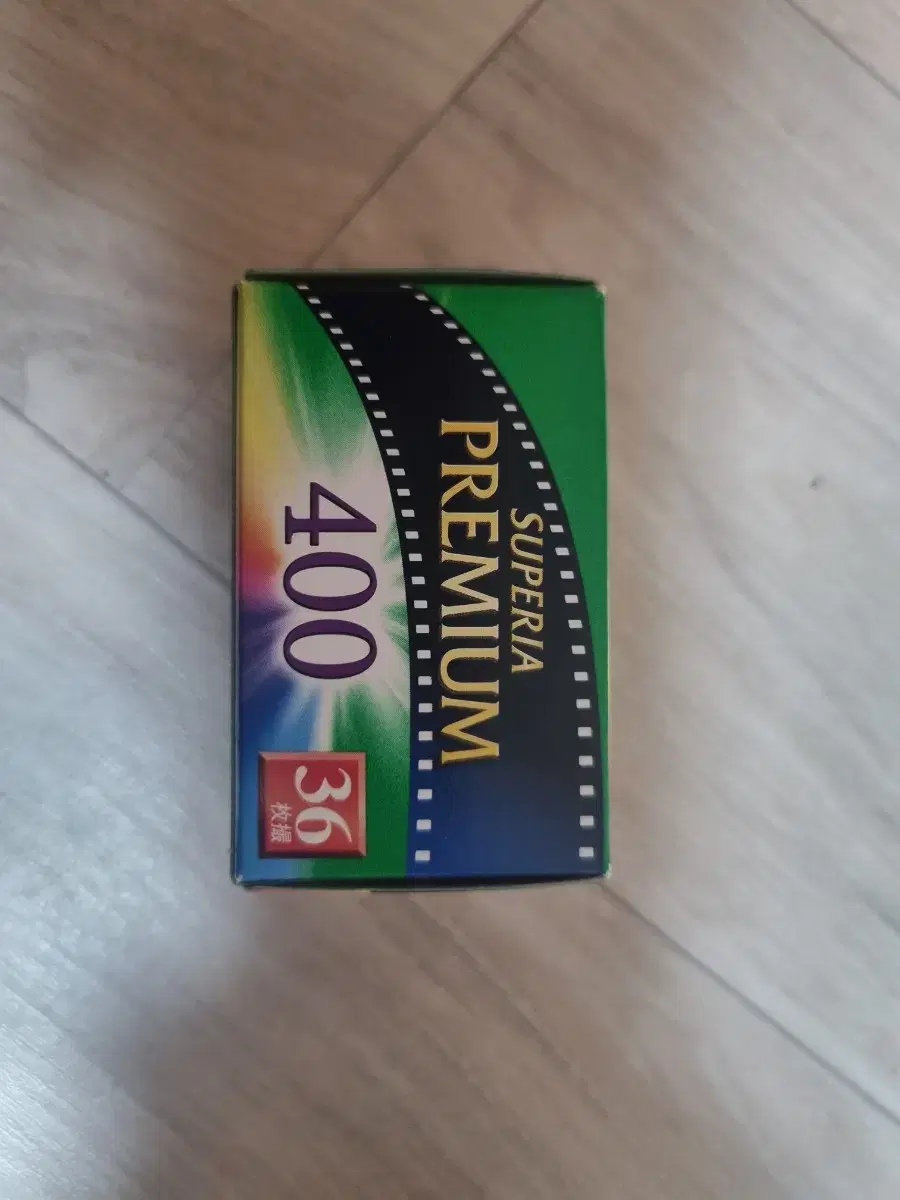 SUPERIA
PREMIUM
400
36
枚撮